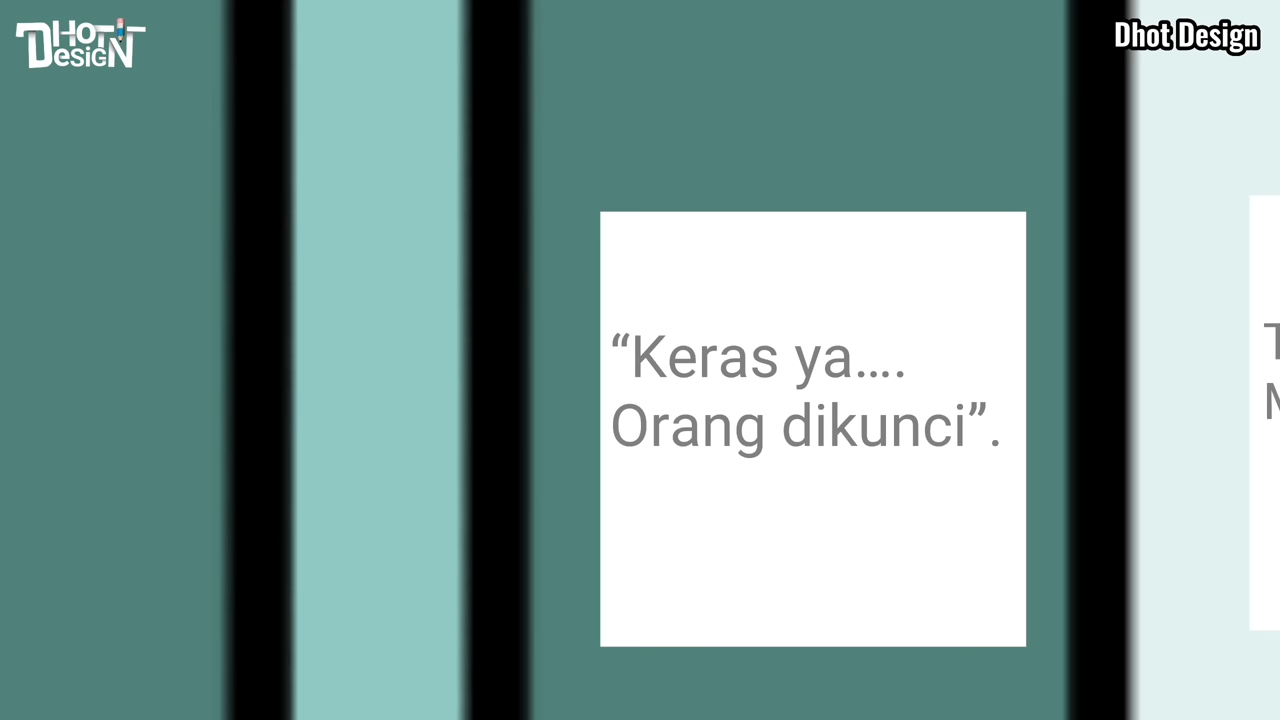 DHOT DESIGN
Dhot Design
“Keras ya....
Orang dikunci”.
T
M